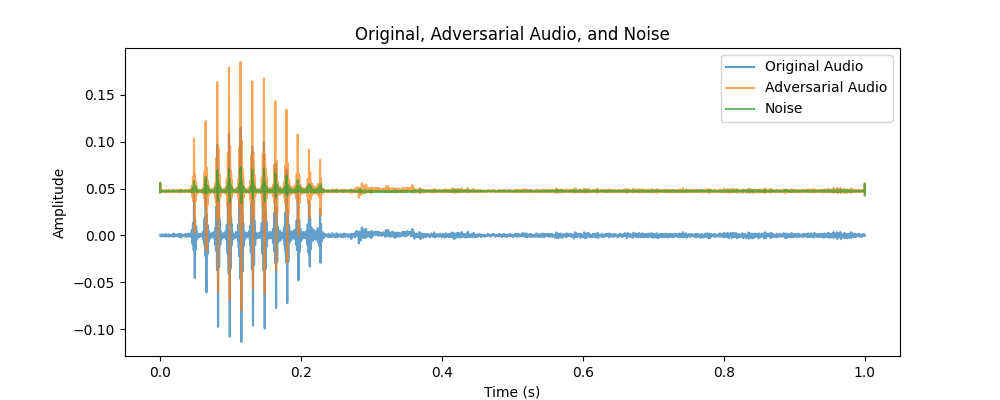 Original, Adversarial Audio, and Noise
Original Audio
Adversarial Audio
Noise
0.15
0.10
0.05
0.00
−0.05
−0.10
Amplitude
0.0 0.2 0.4 0.6 0.8 1.0
Time (s)